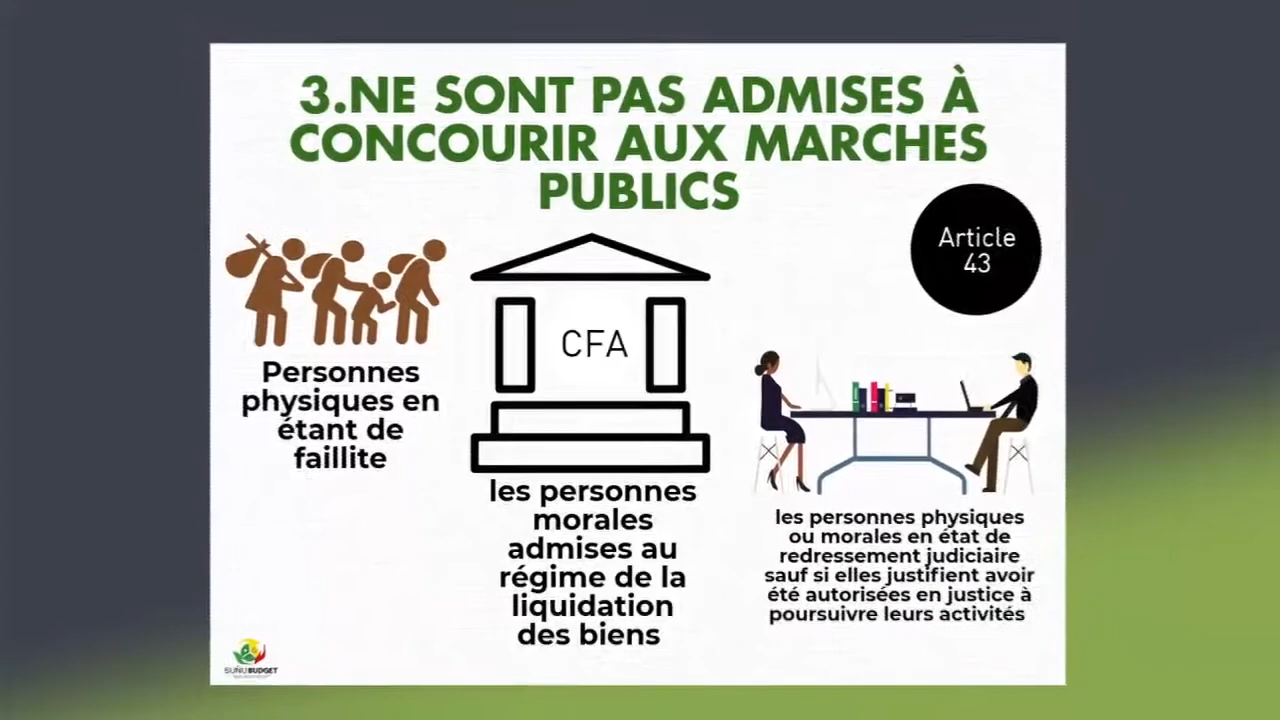 3.NE SONT PAS ADMISES À
CONCOURIR AUX MARCHES
PUBLICS
Article
43
CFA
Personnes
physiques en
étant de
faillite
les personnes
morales
admises au
régime de la
liquidation
des biens
les personnes physiques
ou morales en état de
redressement judiciaire
sauf si elles justifient avoir
été autorisées en justice à
poursuivre leurs activités
SUÑU BUDGET